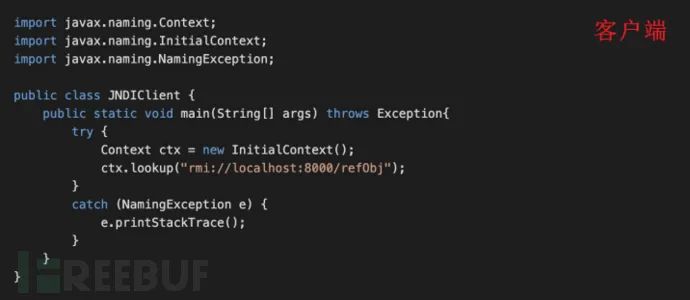 import javax.naming.Context;
客户端
import javax.naming.InitialContext;
import javax.naming.NamingException;
public class JNDIClient {
    public static void main(String[] args) throws Exception{
        try {
            Context ctx = new InitialContext();
            ctx.lookup("rmi://localhost:8000/refObj");
        }
        catch (NamingException e) {
            e.printStackTrace();
        }
    }
}
FREEBUF